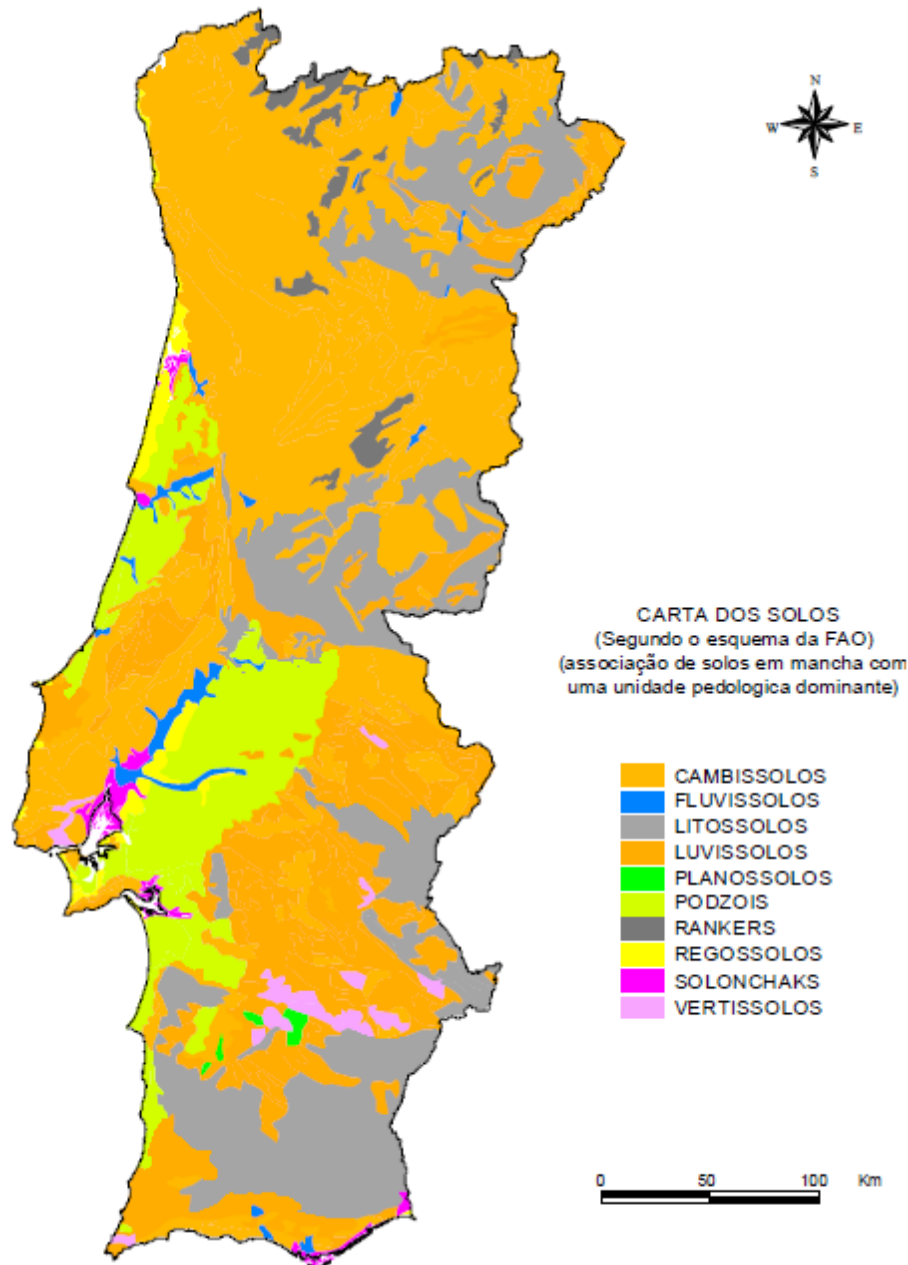 N
W E
S
CARTA DOS SOLOS
(Segundo o esquema da FAO)
(associação de solos em mancha com
uma unidade pedologica dominante)
CAMBISSOLOS
FLUVISSOLOS
LITOSSOLOS
LUVISSOLOS
PLANOSSOLOS
PODZOIS
RANKERS
REGOSSOLOS
SOLONCHAKS
VERTISSOLOS
0 50 100 Km